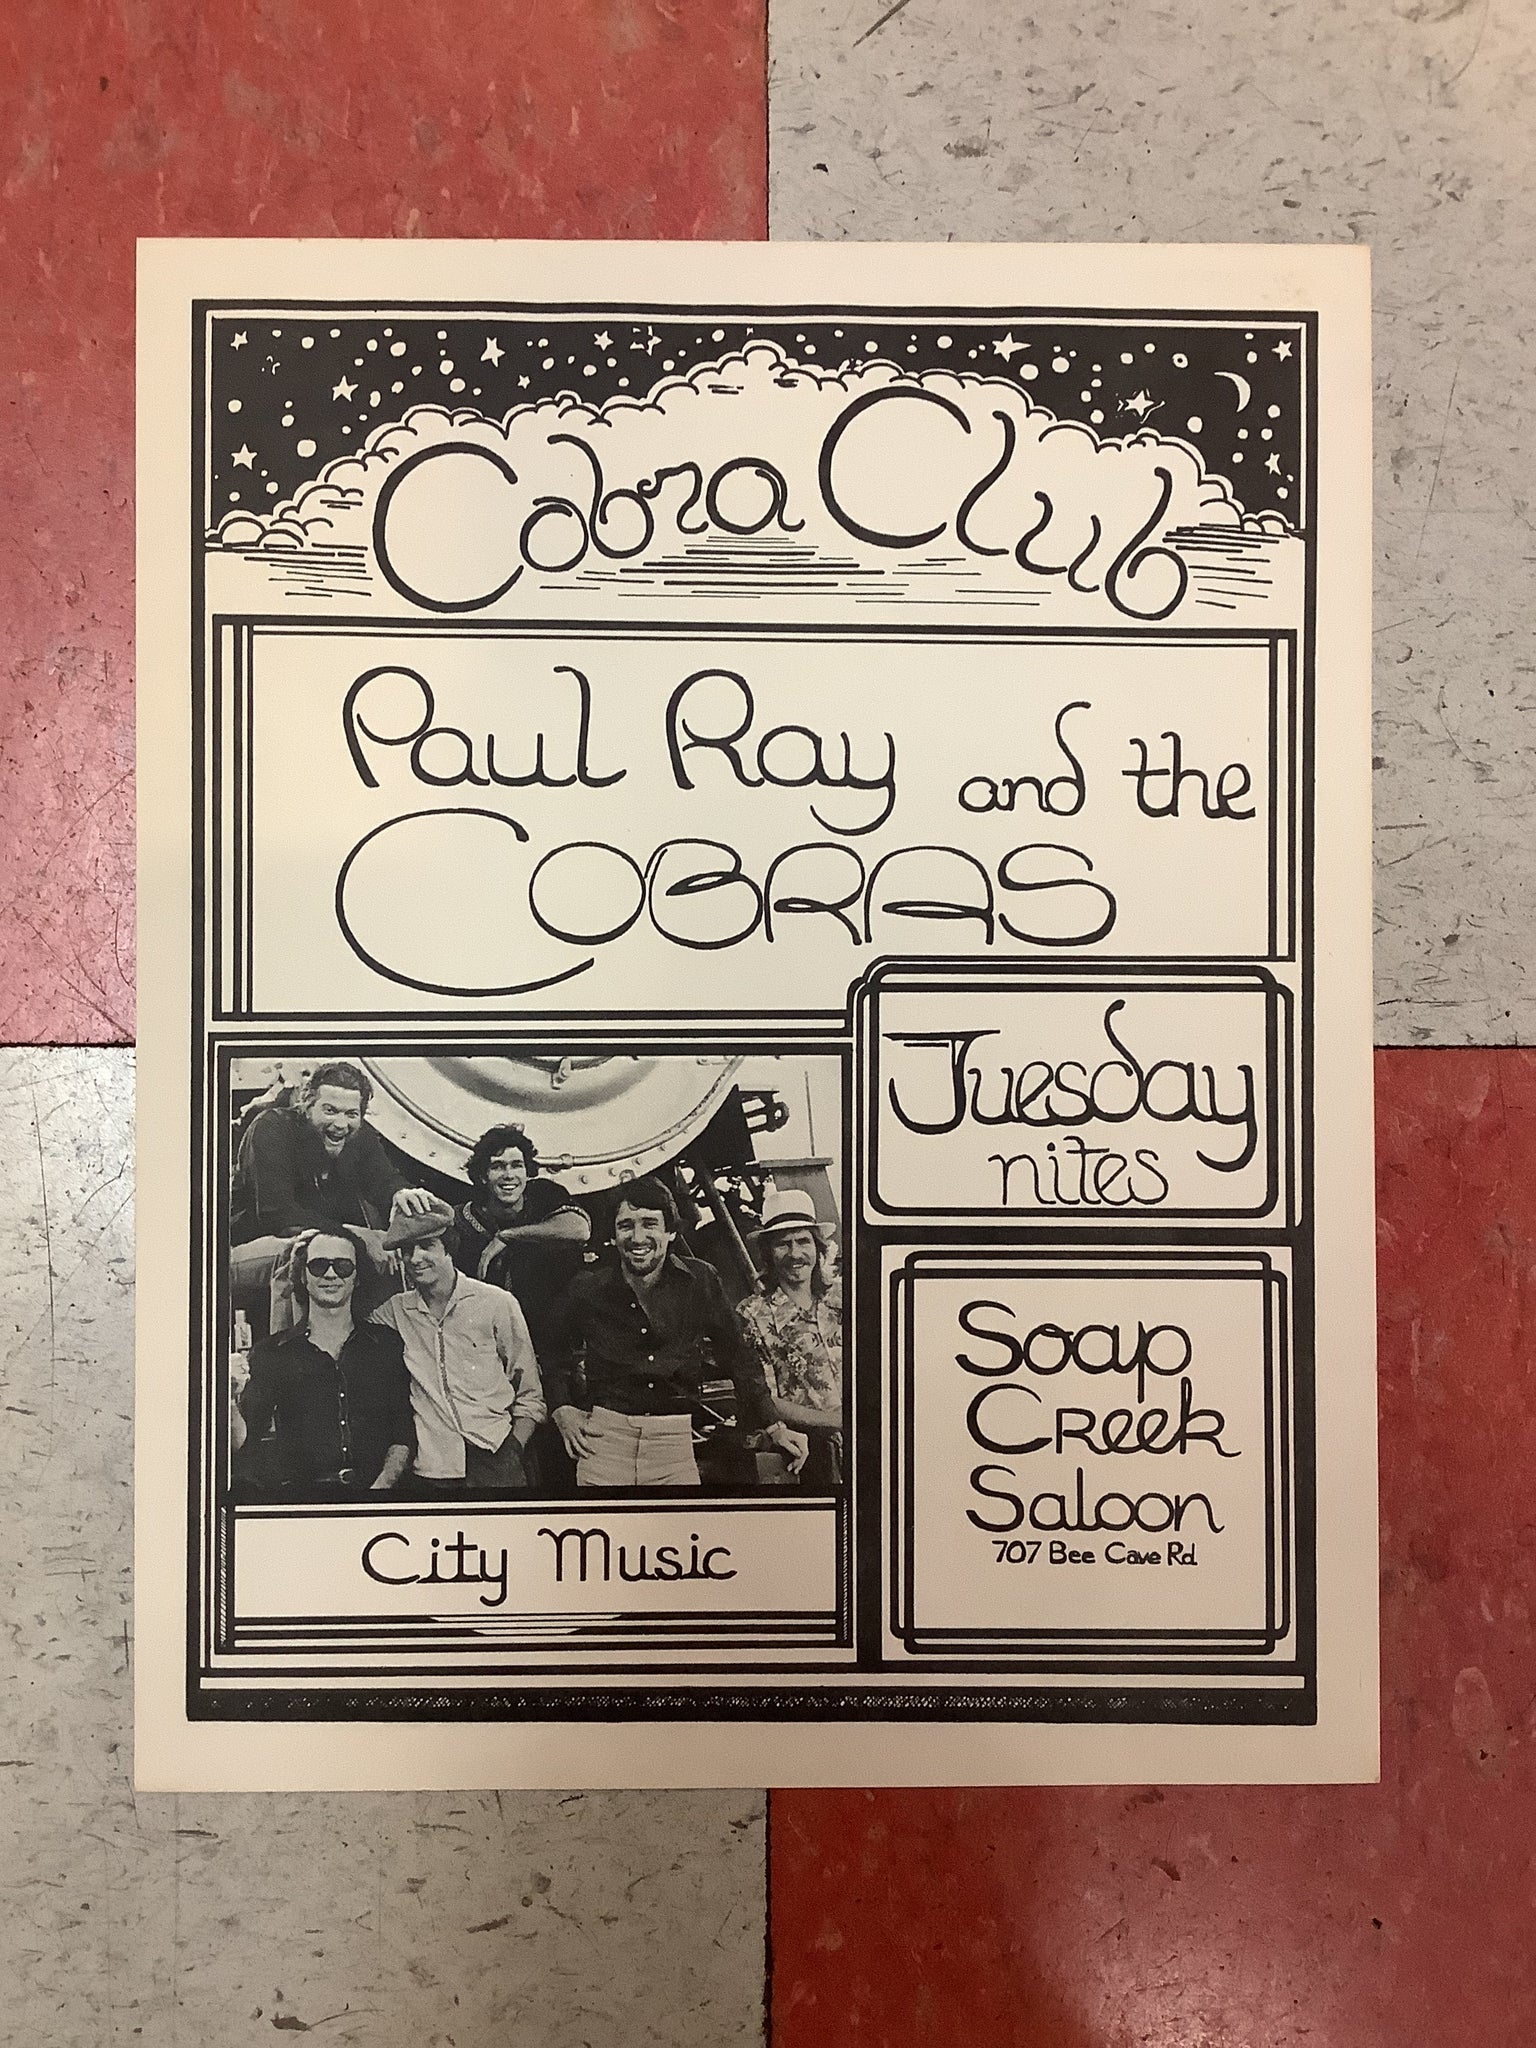 Cobra Club
Paul Ray and the
COBRAS
Tuesday
nites
Soap
Creek
Saloon
707 Bee Cave Rd.
City Music